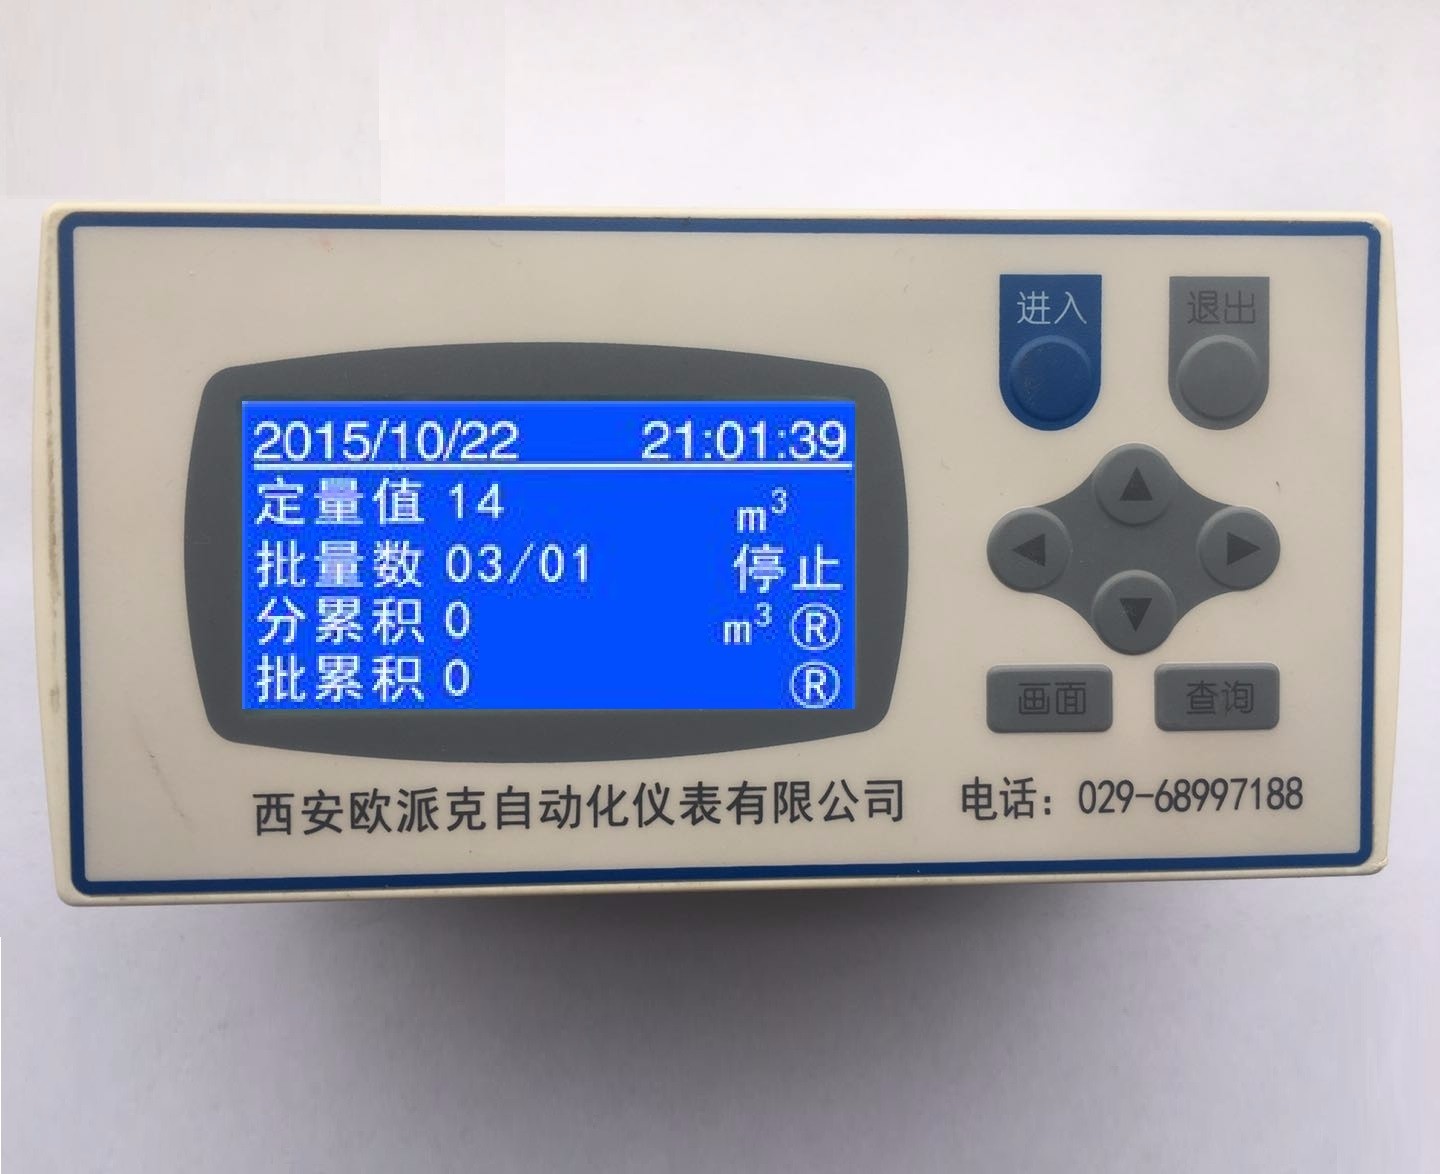 进入 退出
2015/10/22 21:01:39
定量值 14 m³
批量数 03/01 停止
分累积 0 m³ Ⓡ
批累积 0 Ⓡ
画面 查询
西安欧派克自动化仪表有限公司 电话：029-68997188